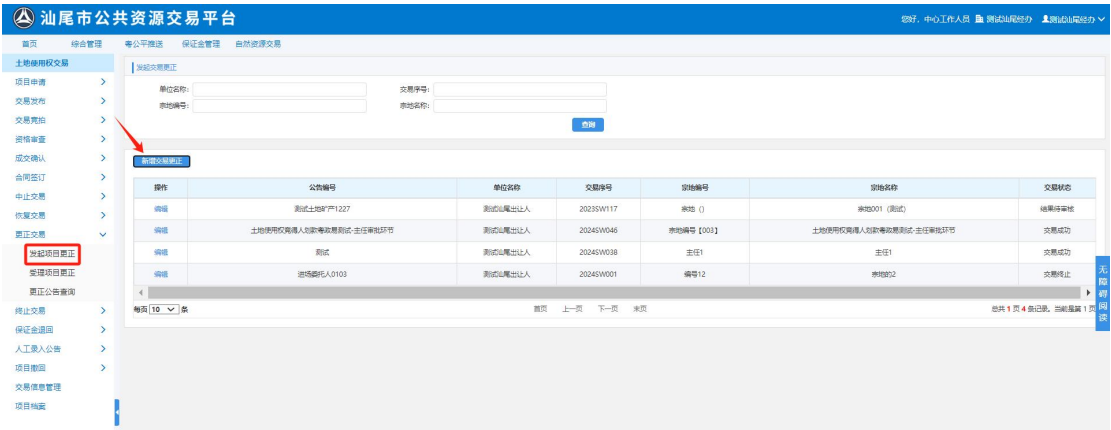 汕尾市公共资源交易平台
您好，中心工作人员 测试汕尾经办 测试汕尾经办
首页 综合管理 粤公平推送 保证金管理 自然资源交易
土地使用权交易
项目申请
交易发布
交易竞拍
资格审查
成交确认
合同签订
中止交易
恢复交易
更正交易
发起项目更正
受理项目更正
更正公告查询
终止交易
保证金退回
人工录入公告
项目撤回
交易信息管理
项目档案
发起交易更正
单位名称： 交易序号：
宗地编号： 宗地名称：
查询
新增交易更正
操作 公告编号 单位名称 交易序号 宗地编号 宗地名称 交易状态
编辑 测试土地矿产1227 测试汕尾出让人 2023SW117 宗地（） 宗地001（测试） 结果待审核
编辑 土地使用权竞得人划款粤政易测试-主任审批环节 测试汕尾出让人 2024SW046 宗地编号【003】 土地使用权竞得人划款粤政易测试-主任审批环节 交易成功
编辑 测试 测试汕尾出让人 2024SW038 主任1 主任1 交易成功
编辑 进场委托人0103 测试汕尾出让人 2024SW001 编号12 宗地的2 交易终止
每页 10 条 首页 上一页 下一页 末页 总共 1 页 4 条记录。当前是第 1 页
无障碍阅读